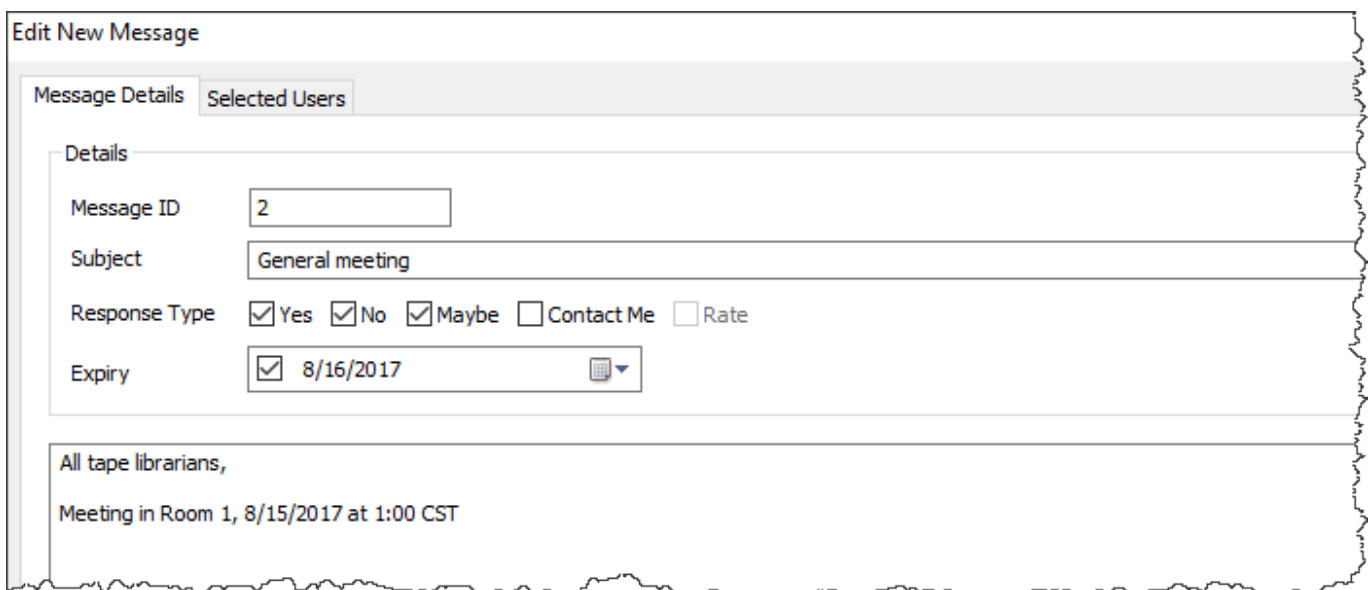 Edit New Message
Message Details Selected Users
Details
Message ID 2
Subject General meeting
Response Type Yes No Maybe Contact Me Rate
Expiry 8/16/2017
All tape librarians,
Meeting in Room 1, 8/15/2017 at 1:00 CST